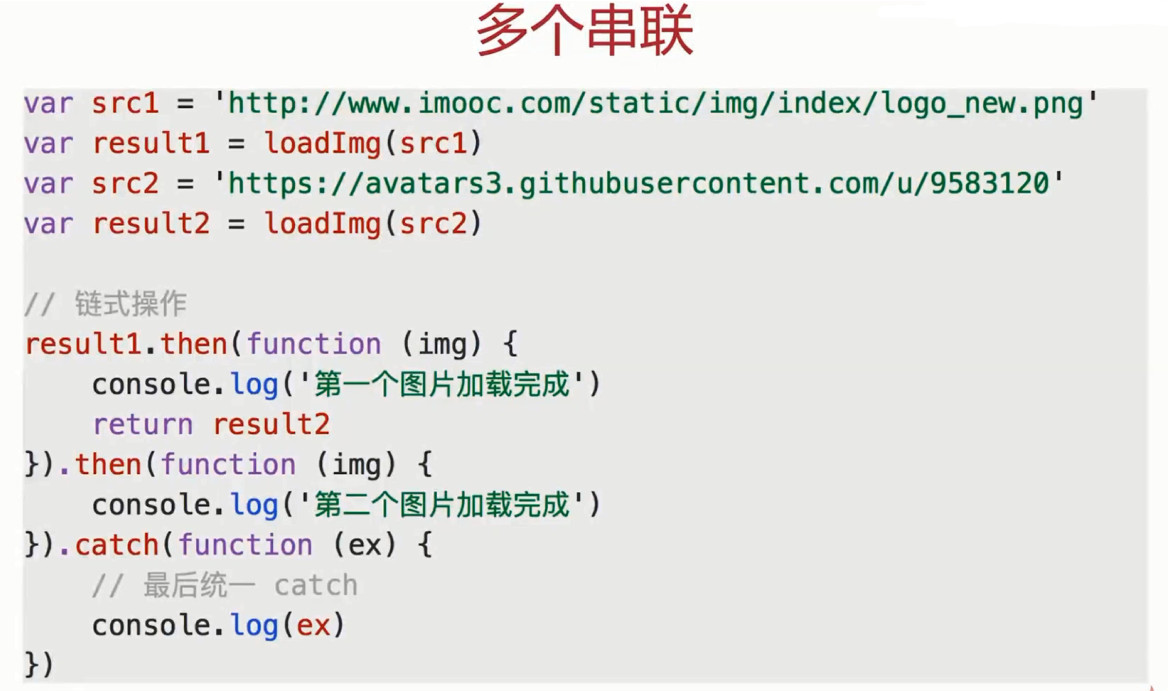 多个串联
var src1 = 'http://www.imooc.com/static/img/index/logo_new.png'
var result1 = loadImg(src1)
var src2 = 'https://avatars3.githubusercontent.com/u/9583120'
var result2 = loadImg(src2)
// 链式操作
result1.then(function (img) {
    console.log('第一个图片加载完成')
    return result2
}).then(function (img) {
    console.log('第二个图片加载完成')
}).catch(function (ex) {
    // 最后统一 catch
    console.log(ex)
})